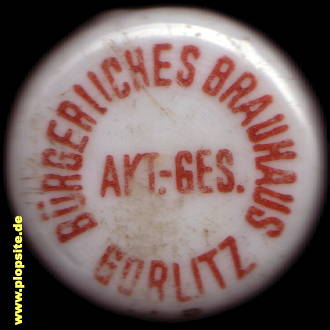 BÜRGERLICHES BRAUHAUS
AKT.-GES.
GÖRLITZ
www.plopsite.de